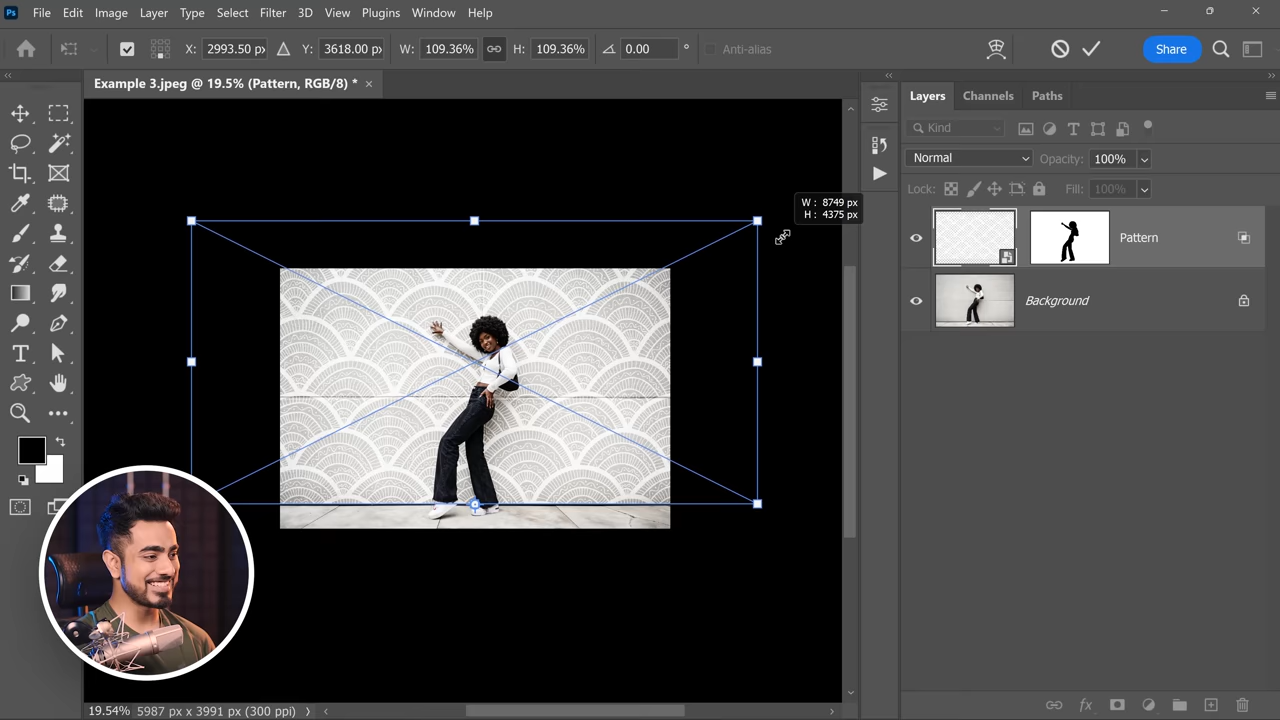 Ps File Edit Image Layer Type Select Filter 3D View Plugins Window Help
X: 2993.50 px Y: 3618.00 px W: 109.36% H: 109.36% 0.00 ° Anti-alias Share
Example 3.jpeg @ 19.5% (Pattern, RGB/8) * ×
Layers Channels Paths
Kind
Normal Opacity: 100%
Lock: Fill: 100%
W : 8749 px
H : 4375 px
Pattern
Background
19.54% 5987 px x 3991 px (300 ppi)